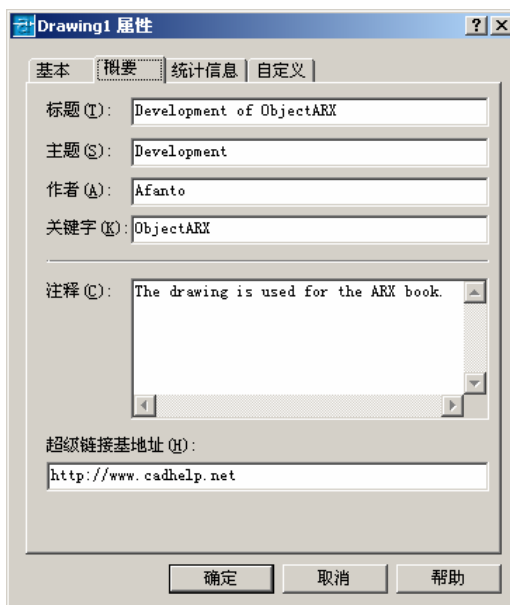 Drawing1 属性
基本 概要 统计信息 自定义
标题(T): Development of ObjectARX
主题(S): Development
作者(A): Afanto
关键字(K): ObjectARX
注释(C): The drawing is used for the ARX book.
超级链接基地址(H):
http://www.cadhelp.net
确定 取消 帮助